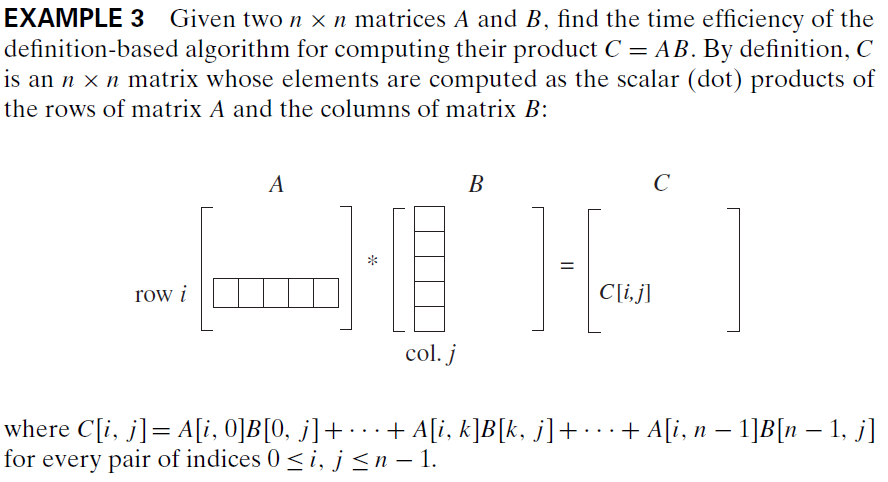 EXAMPLE 3 Given two n × n matrices A and B, find the time efficiency of the
definition-based algorithm for computing their product C = AB. By definition, C
is an n × n matrix whose elements are computed as the scalar (dot) products of
the rows of matrix A and the columns of matrix B:
A B C
* =
row i C[i,j]
col. j
where C[i, j]= A[i, 0]B[0, j]+ · · · + A[i, k]B[k, j]+ · · · + A[i, n − 1]B[n − 1, j]
for every pair of indices 0 ≤ i, j ≤ n − 1.